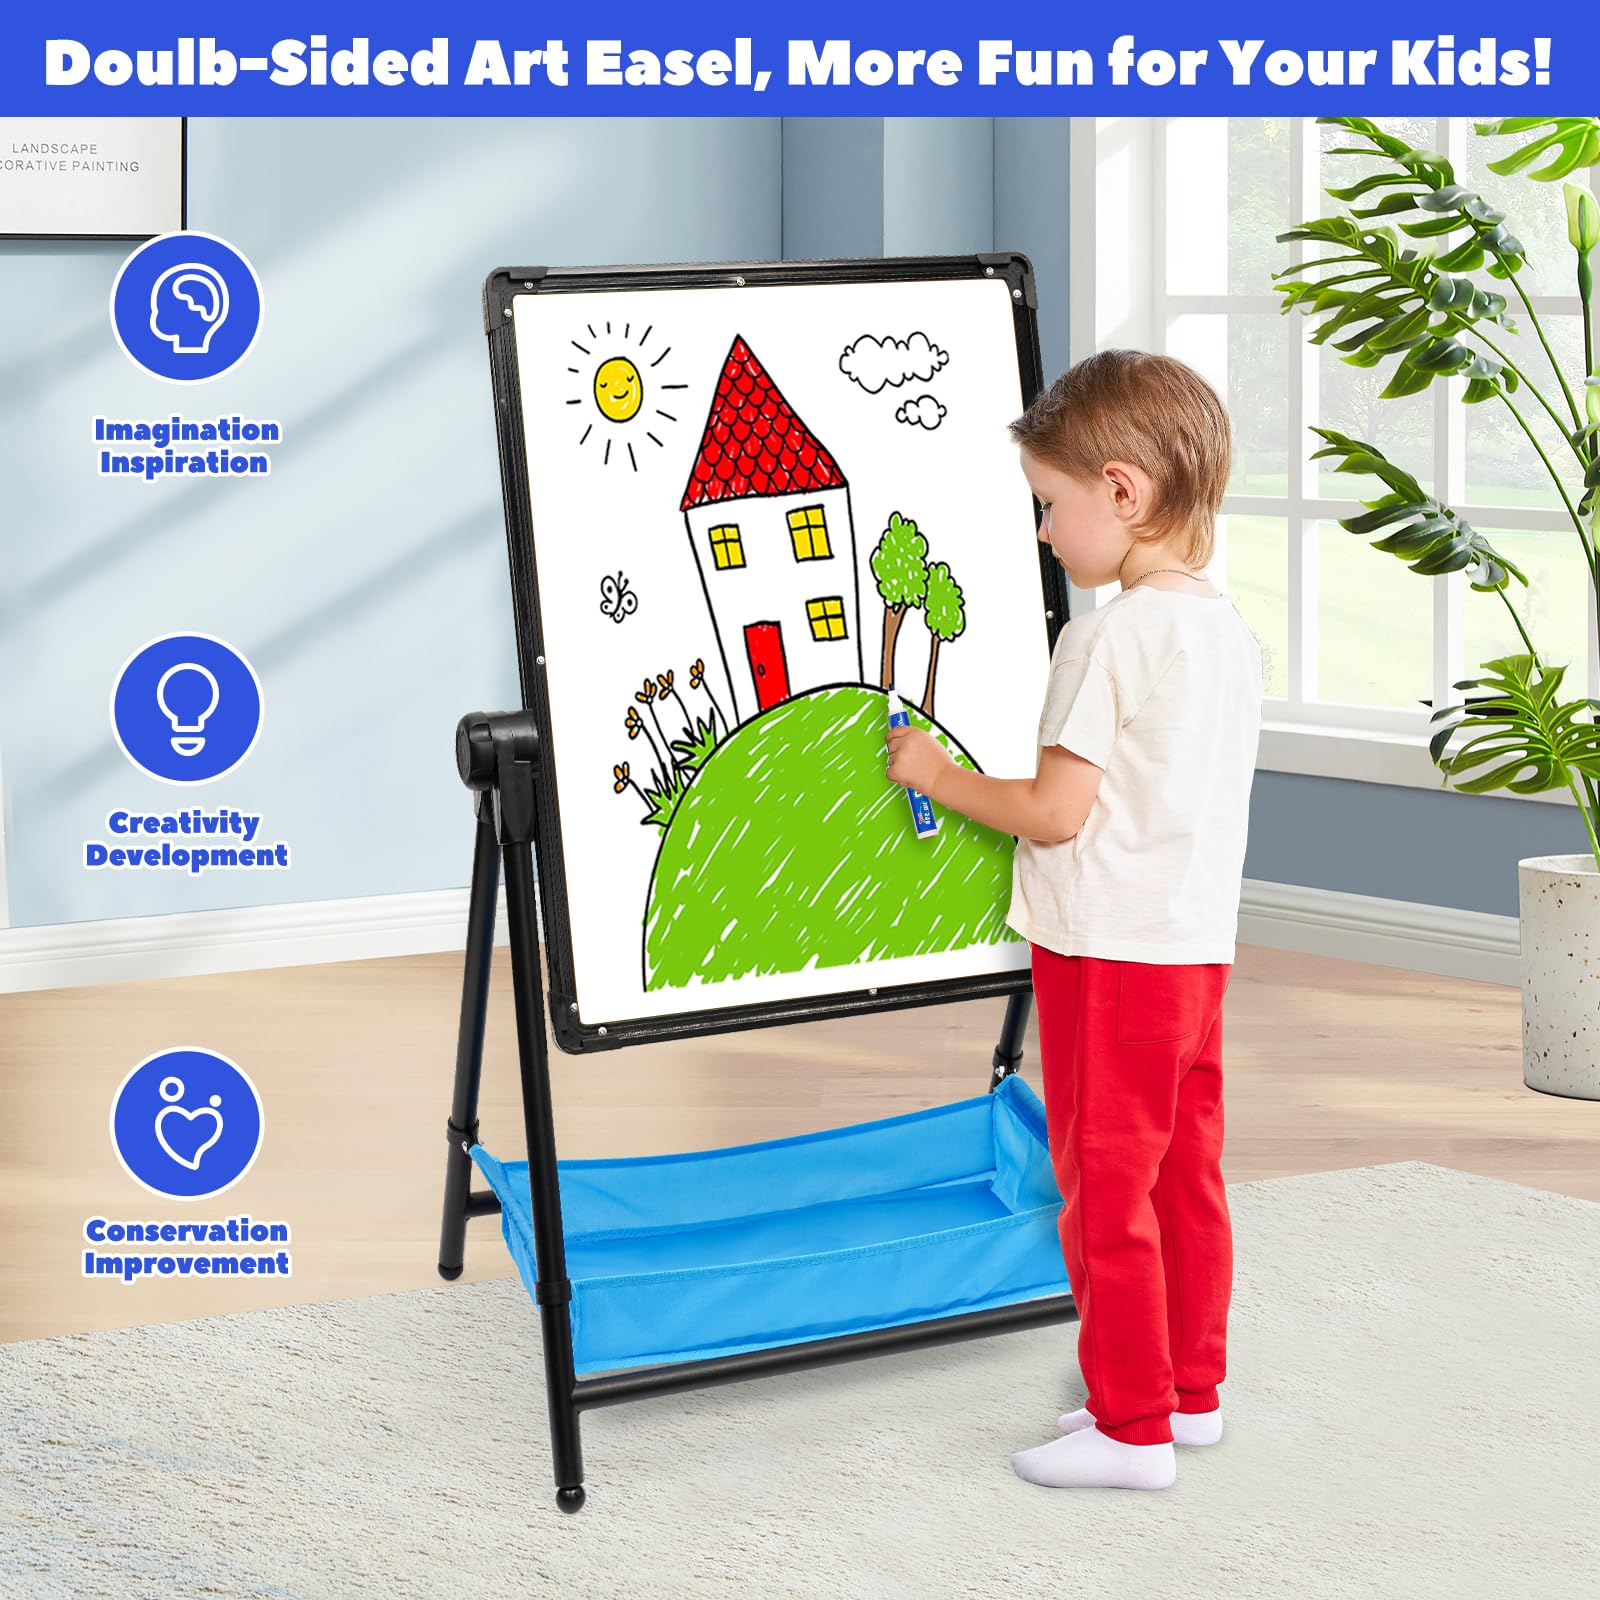 Doulb-Sided Art Easel, More Fun for Your Kids!
LANDSCAPE
CORATIVE PAINTING
Imagination
Inspiration
Creativity
Development
Conservation
Improvement